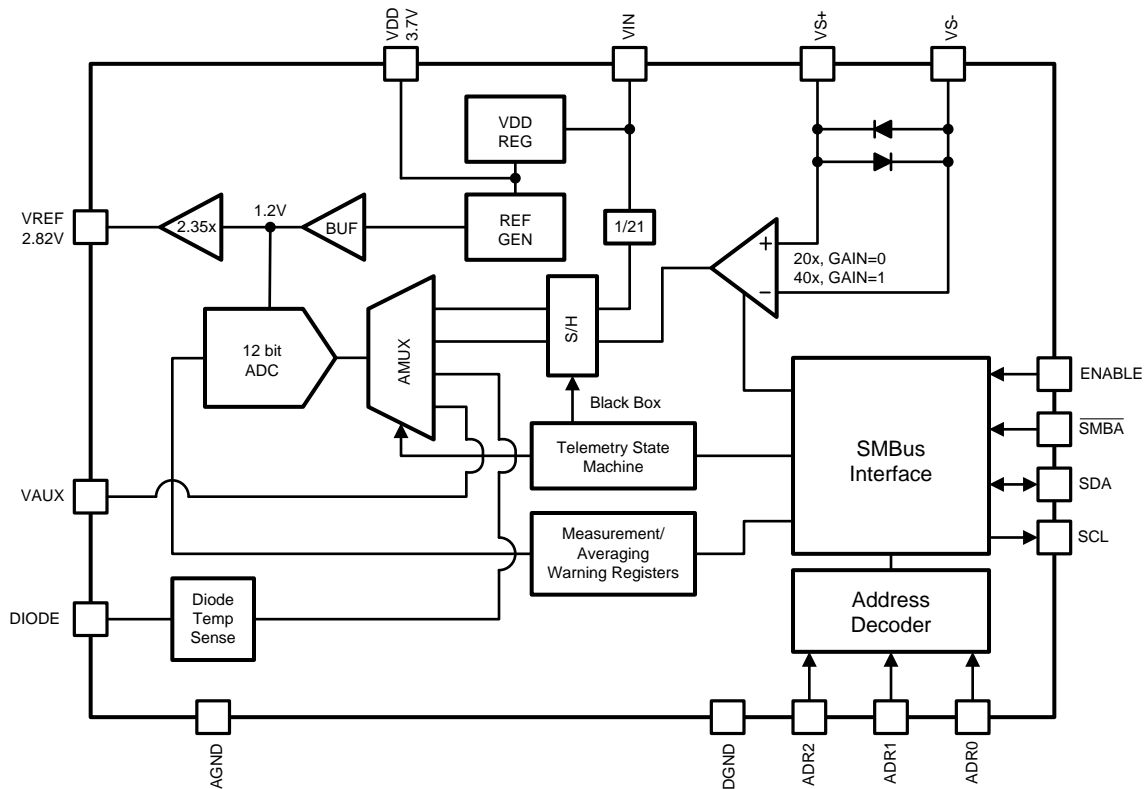 VDD
3.7V
VIN
VS+
VS-
VDD
REG
VREF
2.82V
2.35x
1.2V
BUF
REF
GEN
1/21
+
−
20x, GAIN=0
40x, GAIN=1
12 bit
ADC
AMUX
S/H
ENABLE
Black Box
SMBA
Telemetry State
Machine
SMBus
Interface
VAUX
SDA
SCL
Measurement/
Averaging
Warning Registers
DIODE
Diode
Temp
Sense
Address
Decoder
AGND
DGND
ADR2
ADR1
ADR0